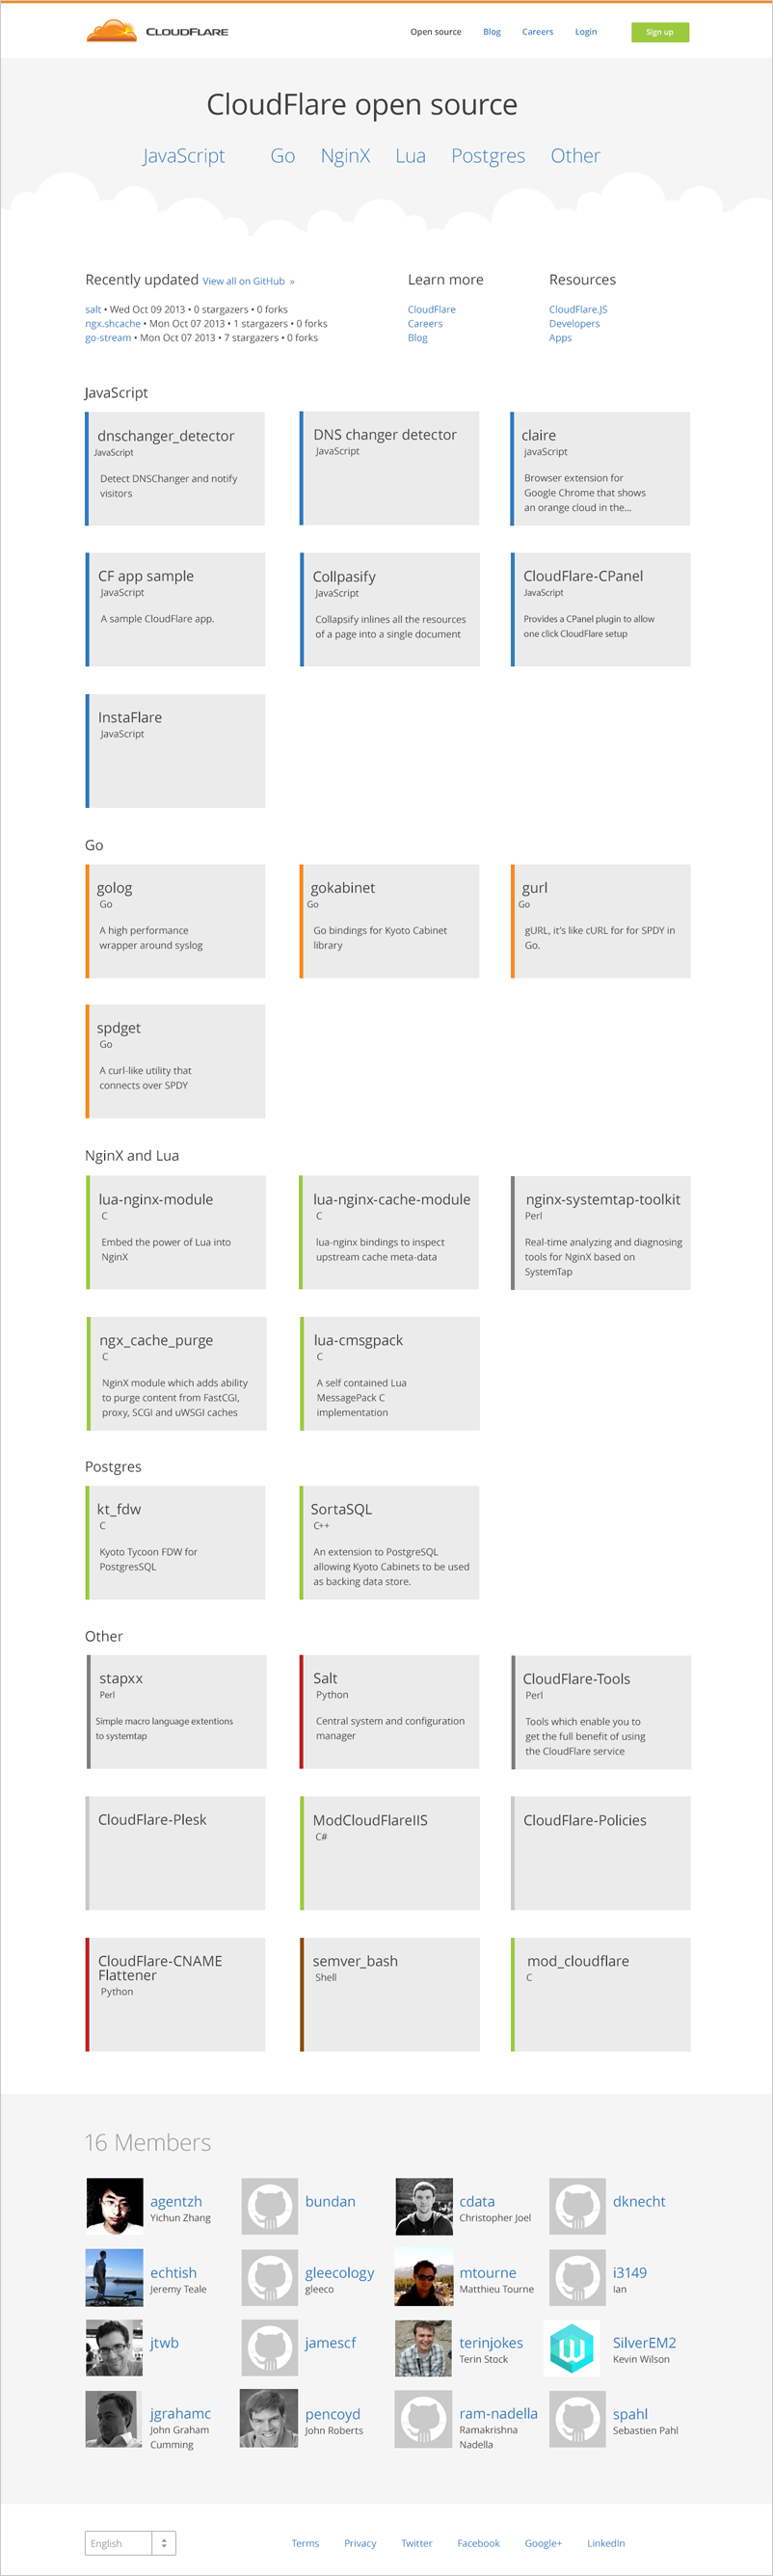 CLOUDFLARE
Open source Blog Careers Login Sign up
CloudFlare open source
JavaScript Go NginX Lua Postgres Other
Recently updated View all on GitHub »
salt • Wed Oct 09 2013 • 0 stargazers • 0 forks
ngx.shcache • Mon Oct 07 2013 • 1 stargazers • 0 forks
go-stream • Mon Oct 07 2013 • 7 stargazers • 0 forks
Learn more
CloudFlare
Careers
Blog
Resources
CloudFlare.JS
Developers
Apps
JavaScript
dnschanger_detector
JavaScript
Detect DNSChanger and notify
visitors
DNS changer detector
JavaScript
claire
javaScript
Browser extension for
Google Chrome that shows
an orange cloud in the...
CF app sample
JavaScript
A sample CloudFlare app.
Collpasify
JavaScript
Collapsify inlines all the resources
of a page into a single document
CloudFlare-CPanel
JavaScript
Provides a CPanel plugin to allow
one click CloudFlare setup
InstaFlare
JavaScript
Go
golog
Go
A high performance
wrapper around syslog
gokabinet
Go
Go bindings for Kyoto Cabinet
library
gurl
Go
gURL, it's like cURL for for SPDY in
Go.
spdget
Go
A curl-like utility that
connects over SPDY
NginX and Lua
lua-nginx-module
C
Embed the power of Lua into
NginX
lua-nginx-cache-module
C
lua-nginx bindings to inspect
upstream cache meta-data
nginx-systemtap-toolkit
Perl
Real-time analyzing and diagnosing
tools for NginX based on
SystemTap
ngx_cache_purge
C
NginX module which adds ability
to purge content from FastCGI,
proxy, SCGI and uWSGI caches
lua-cmsgpack
C
A self contained Lua
MessagePack C
implementation
Postgres
kt_fdw
C
Kyoto Tycoon FDW for
PostgresSQL
SortaSQL
C++
An extension to PostgreSQL
allowing Kyoto Cabinets to be used
as backing data store.
Other
stapxx
Perl
Simple macro language extentions
to systemtap
Salt
Python
Central system and configuration
manager
CloudFlare-Tools
Perl
Tools which enable you to
get the full benefit of using
the CloudFlare service
CloudFlare-Plesk
ModCloudFlareIIS
C#
CloudFlare-Policies
CloudFlare-CNAME
Flattener
Python
semver_bash
Shell
mod_cloudflare
C
16 Members
agentzh
Yichun Zhang
bundan
cdata
Christopher Joel
dknecht
echtish
Jeremy Teale
gleecology
gleeco
mtourne
Matthieu Tourne
i3149
Ian
jtwb
jamescf
terinjokes
Terin Stock
SilverEM2
Kevin Wilson
jgrahamc
John Graham
Cumming
pencoyd
John Roberts
ram-nadella
Ramakrishna
Nadella
spahl
Sebastien Pahl
English
Terms Privacy Twitter Facebook Google+ LinkedIn